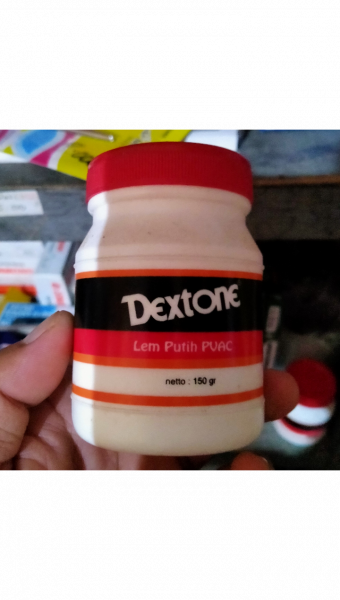 Dextone
Lem Putih PVAC
netto : 150 gr